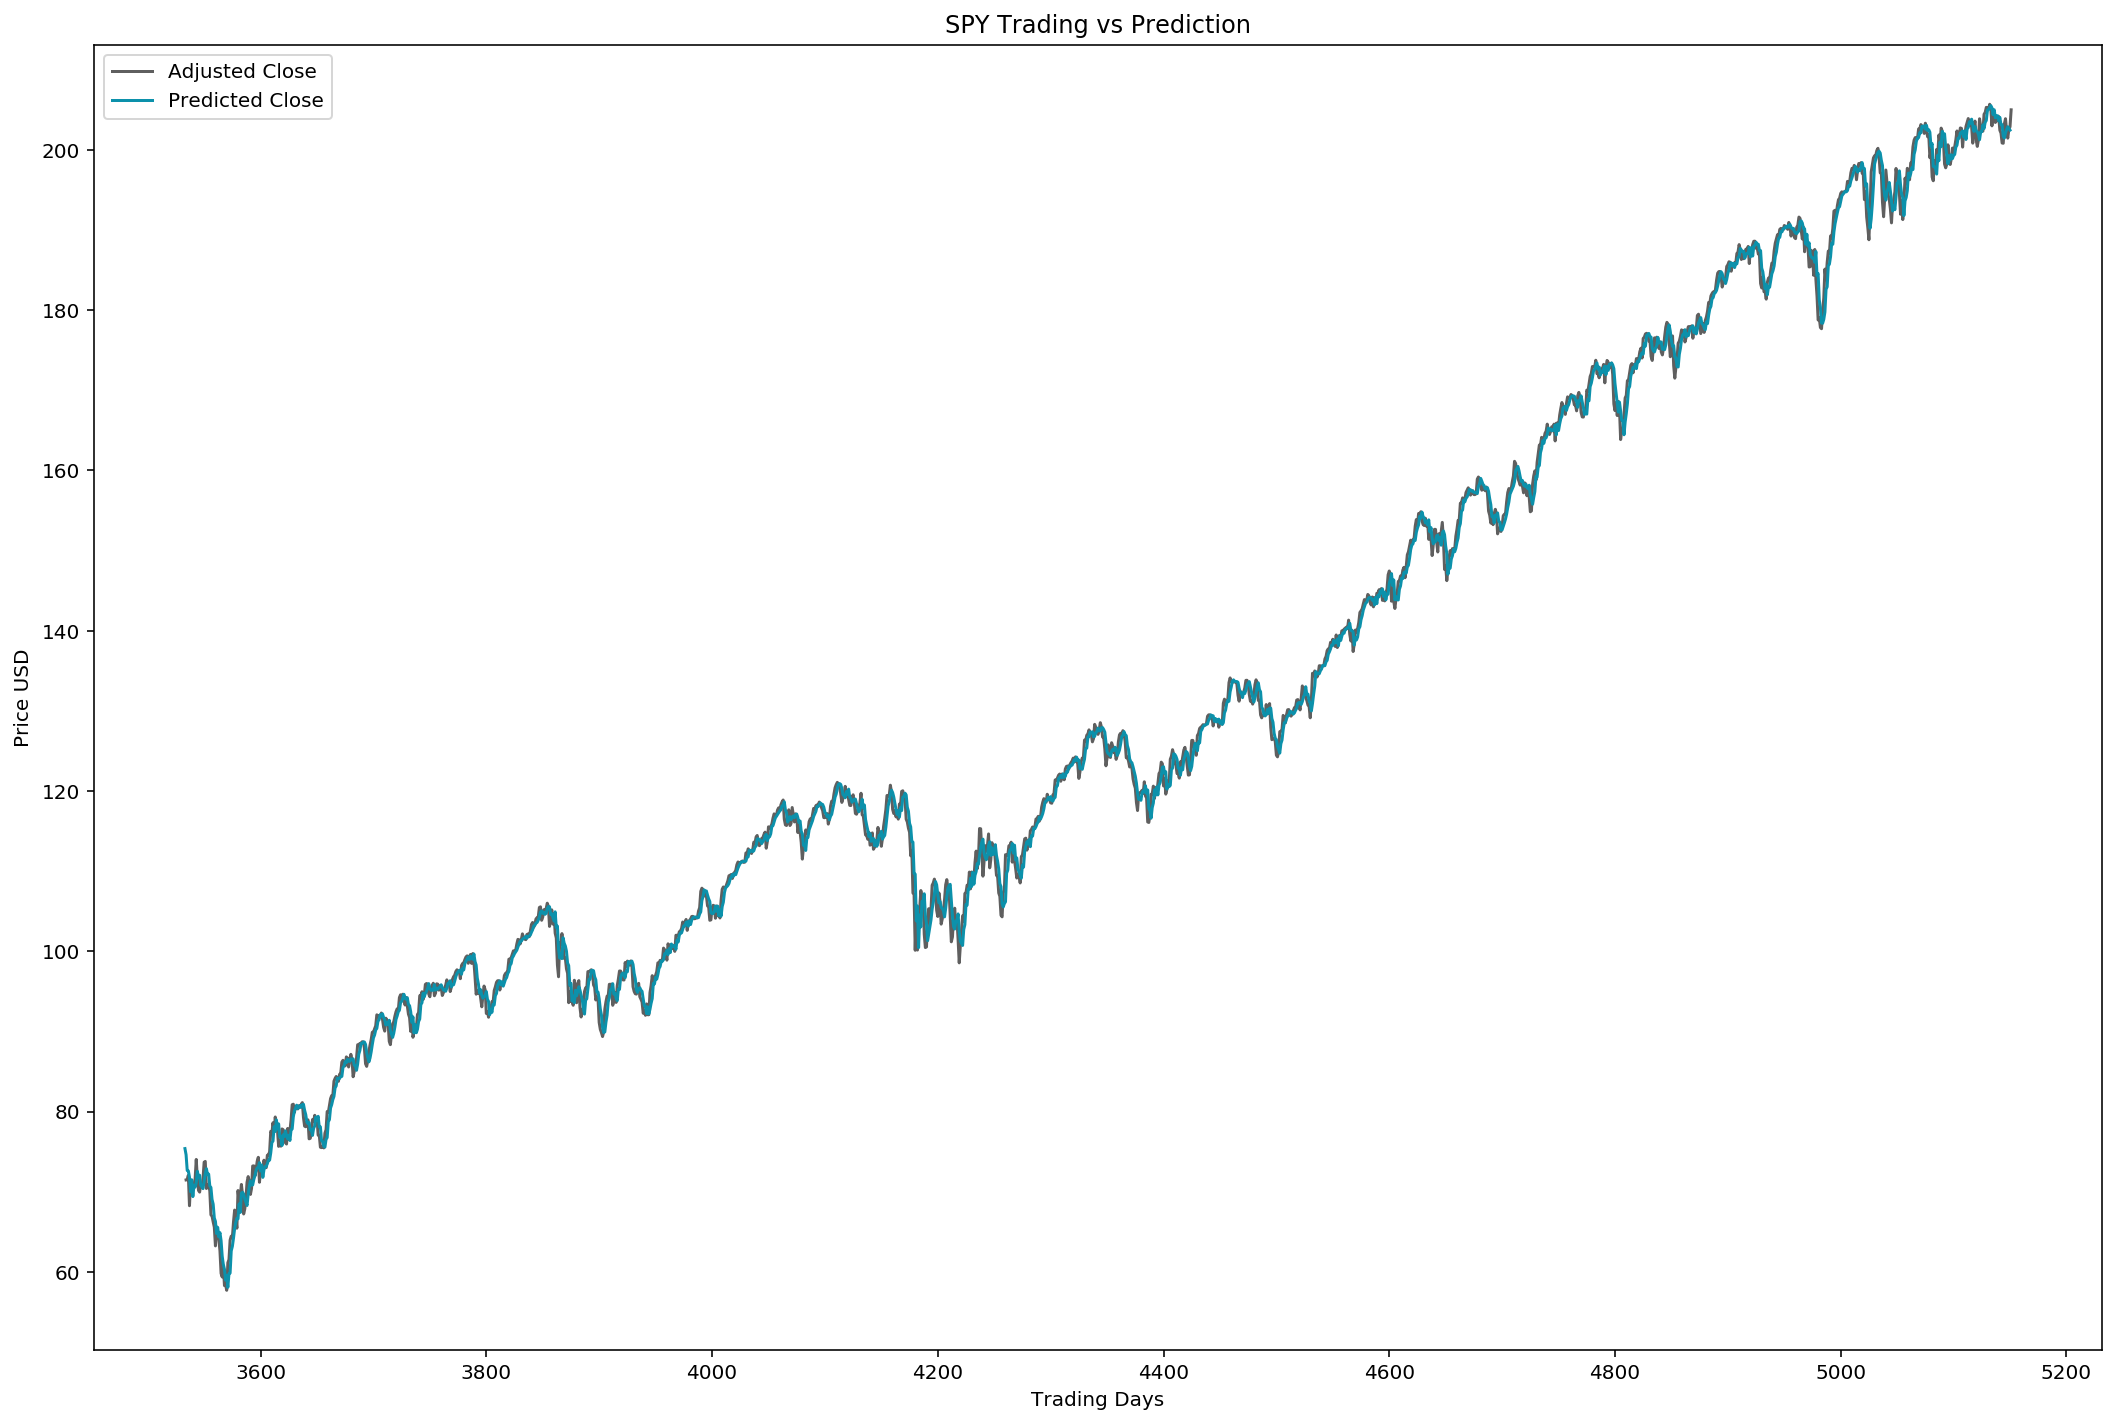 SPY Trading vs Prediction
Adjusted Close
Predicted Close
200
180
160
140
120
100
80
60
Price USD
3600 3800 4000 4200 4400 4600 4800 5000 5200
Trading Days